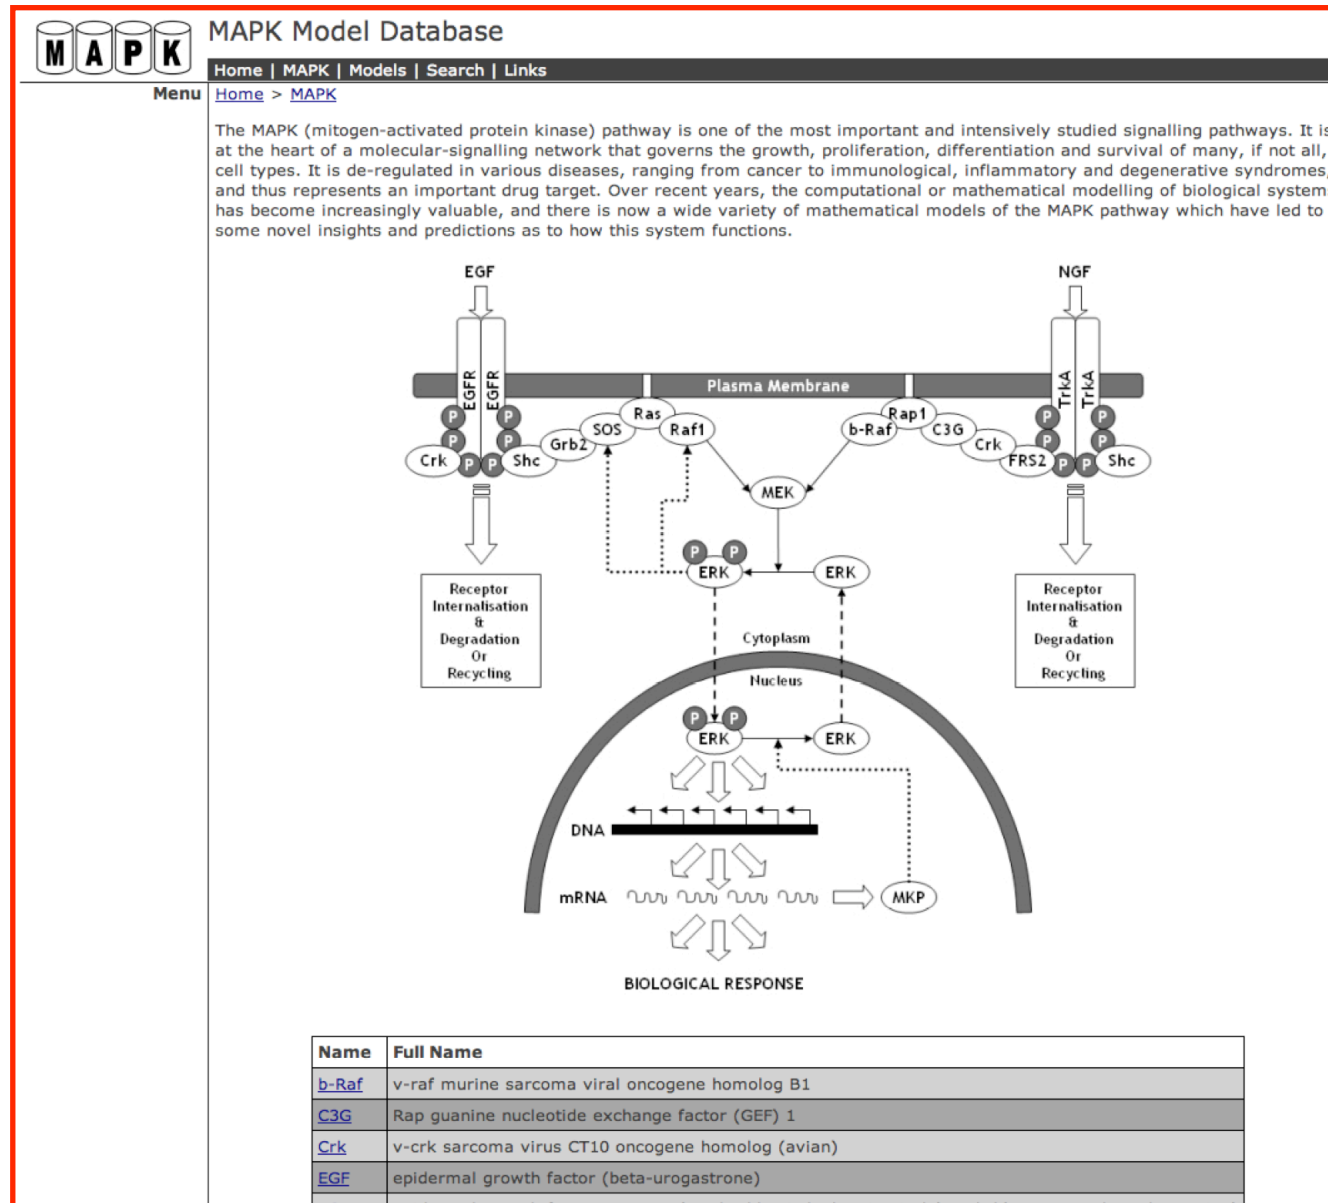 MAPK
MAPK Model Database
Home | MAPK | Models | Search | Links
Menu
Home > MAPK
The MAPK (mitogen-activated protein kinase) pathway is one of the most important and intensively studied signalling pathways. It is
at the heart of a molecular-signalling network that governs the growth, proliferation, differentiation and survival of many, if not all,
cell types. It is de-regulated in various diseases, ranging from cancer to immunological, inflammatory and degenerative syndromes,
and thus represents an important drug target. Over recent years, the computational or mathematical modelling of biological system
has become increasingly valuable, and there is now a wide variety of mathematical models of the MAPK pathway which have led to
some novel insights and predictions as to how this system functions.
EGF
NGF
EGFR
EGFR
Plasma Membrane
TrkA
TrkA
P
P
P
P
P
P
Crk
Shc
Grb2
SOS
Ras
Raf1
b-Raf
Rap1
C3G
Crk
FRS2
P
P
P
P
P
P
Shc
MEK
P
P
ERK
ERK
Receptor
Internalisation
&
Degradation
Or
Recycling
Receptor
Internalisation
&
Degradation
Or
Recycling
Cytoplasm
Nucleus
P
P
ERK
ERK
DNA
mRNA
MKP
BIOLOGICAL RESPONSE
Name Full Name
b-Raf v-raf murine sarcoma viral oncogene homolog B1
C3G Rap guanine nucleotide exchange factor (GEF) 1
Crk v-crk sarcoma virus CT10 oncogene homolog (avian)
EGF epidermal growth factor (beta-urogastrone)